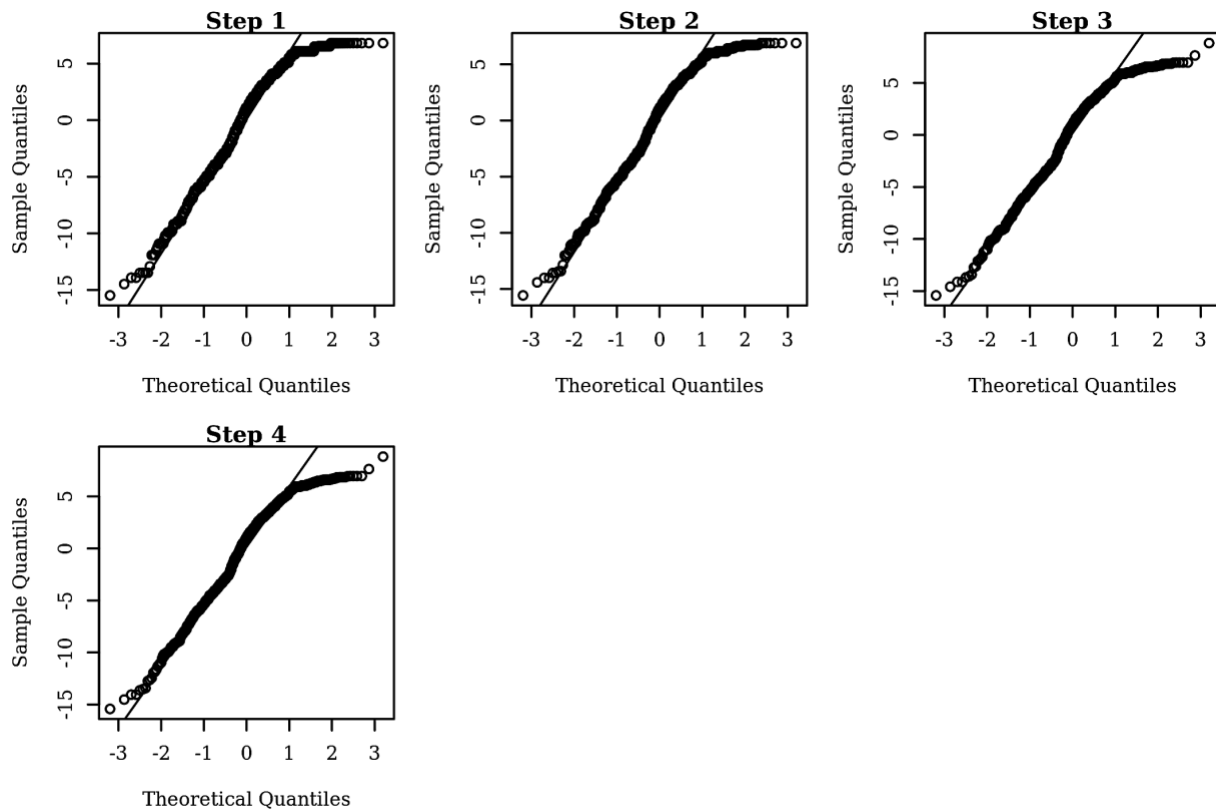 Step 1
Sample Quantiles
5
0
-5
-10
-15
-3 -2 -1 0 1 2 3
Theoretical Quantiles
Step 2
Sample Quantiles
5
0
-5
-10
-15
-3 -2 -1 0 1 2 3
Theoretical Quantiles
Step 3
Sample Quantiles
5
0
-5
-10
-15
-3 -2 -1 0 1 2 3
Theoretical Quantiles
Step 4
Sample Quantiles
5
0
-5
-10
-15
-3 -2 -1 0 1 2 3
Theoretical Quantiles